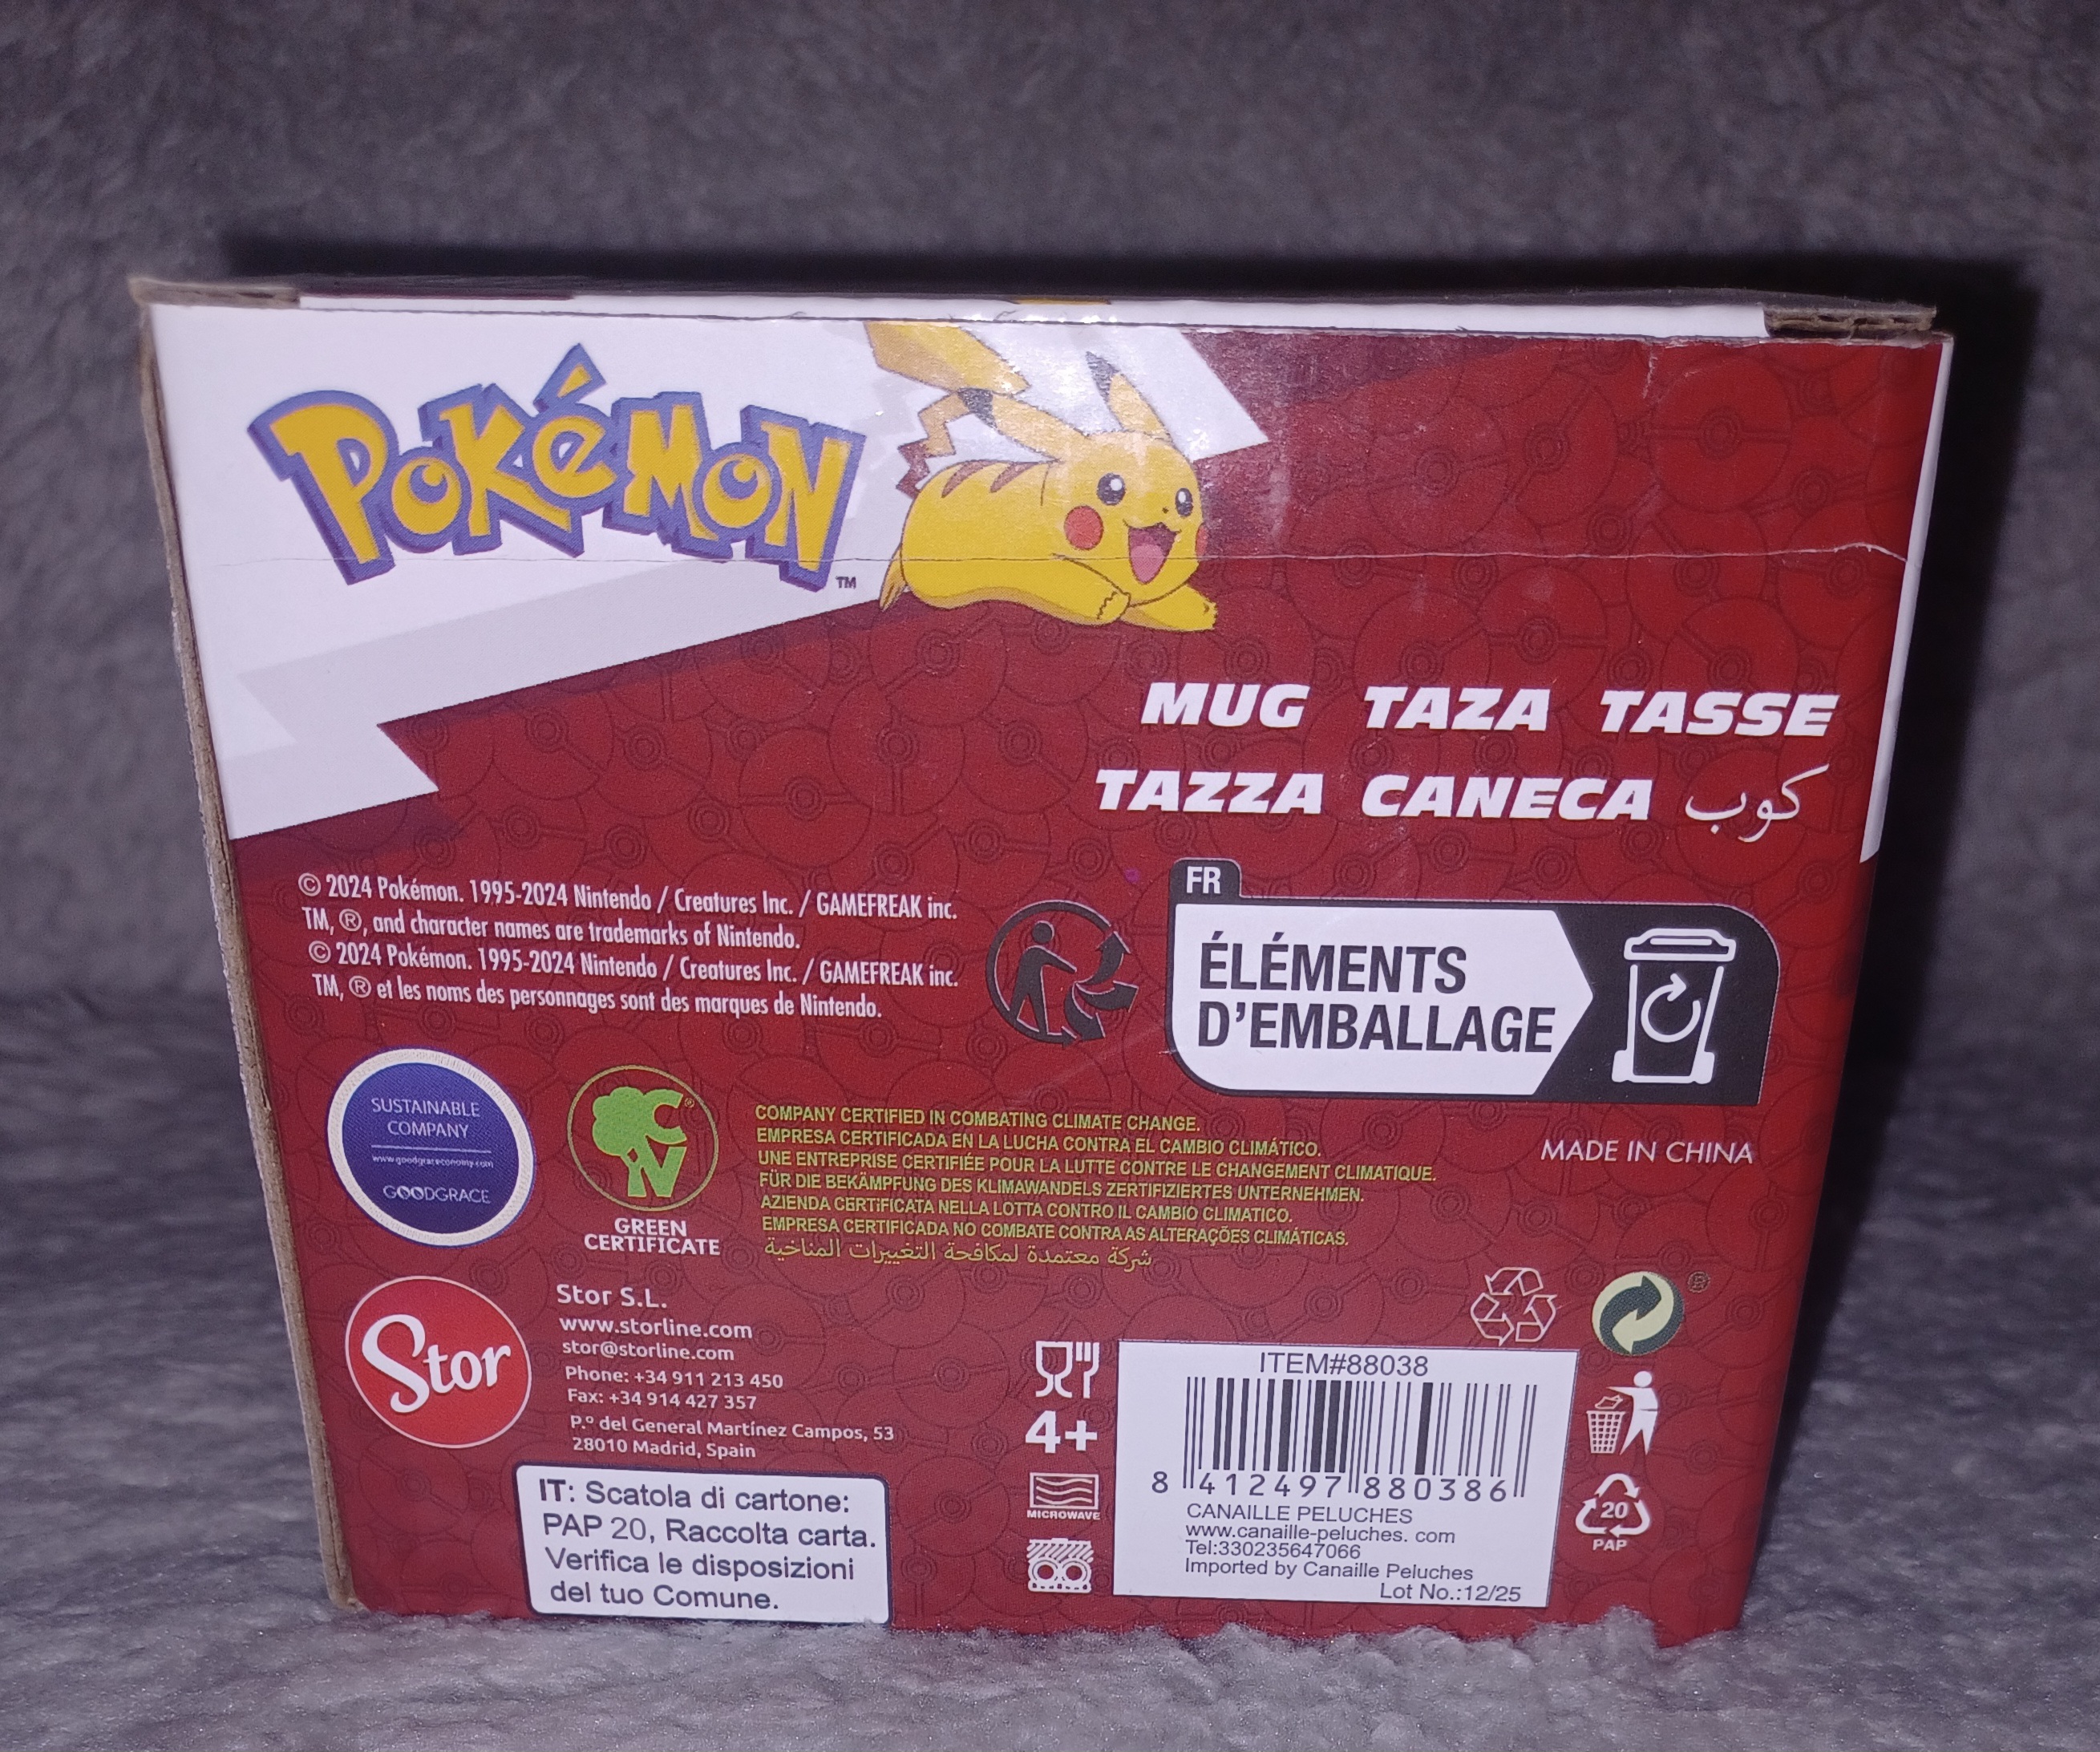 POKéMON
TM
MUG TAZA TASSE
TAZZA CANECA كوب
© 2024 Pokémon. 1995-2024 Nintendo / Creatures Inc. / GAMEFREAK inc.
TM, ®, and character names are trademarks of Nintendo.
© 2024 Pokémon. 1995-2024 Nintendo / Creatures Inc. / GAMEFREAK inc.
TM, ® et les noms des personnages sont des marques de Nintendo.
FR
ÉLÉMENTS
D'EMBALLAGE
MADE IN CHINA
SUSTAINABLE
COMPANY
www.goodgraceconomy.com
GOODGRACE
CV ®
GREEN
CERTIFICATE
COMPANY CERTIFIED IN COMBATING CLIMATE CHANGE.
EMPRESA CERTIFICADA EN LA LUCHA CONTRA EL CAMBIO CLIMÁTICO.
UNE ENTREPRISE CERTIFIÉE POUR LA LUTTE CONTRE LE CHANGEMENT CLIMATIQUE.
FÜR DIE BEKÄMPFUNG DES KLIMAWANDELS ZERTIFIZIERTES UNTERNEHMEN.
AZIENDA CERTIFICATA NELLA LOTTA CONTRO IL CAMBIO CLIMATICO.
EMPRESA CERTIFICADA NO COMBATE CONTRA AS ALTERAÇÕES CLIMÁTICAS.
شركة معتمدة لمكافحة التغييرات المناخية
Stor
Stor S.L.
www.storline.com
stor@storline.com
Phone: +34 911 213 450
Fax: +34 914 427 357
P.º del General Martínez Campos, 53
28010 Madrid, Spain
IT: Scatola di cartone:
PAP 20, Raccolta carta.
Verifica le disposizioni
del tuo Comune.
4+
MICROWAVE
®
ITEM#88038
8 412497 880386
CANAILLE PELUCHES
www.canaille-peluches. com
Tel:330235647066
Imported by Canaille Peluches
Lot No.:12/25
20
PAP